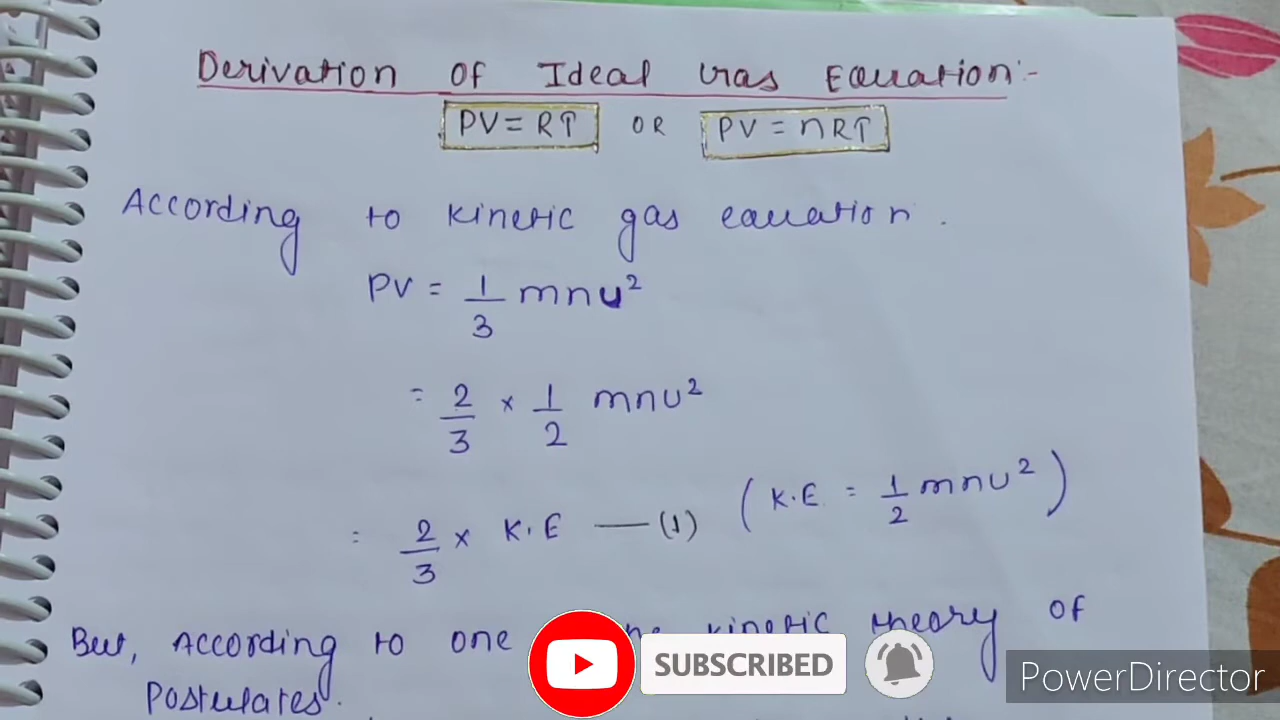 Derivation of Ideal Gas Equation:-
PV = RT OR PV = nRT
According to kinetic gas equation.
PV = 1/3 mnu²
= 2/3 × 1/2 mnu²
= 2/3 × K.E —(1) (K.E = 1/2 mnu²)
But, According to one kinetic theory of
Postulates.
SUBSCRIBED
PowerDirector